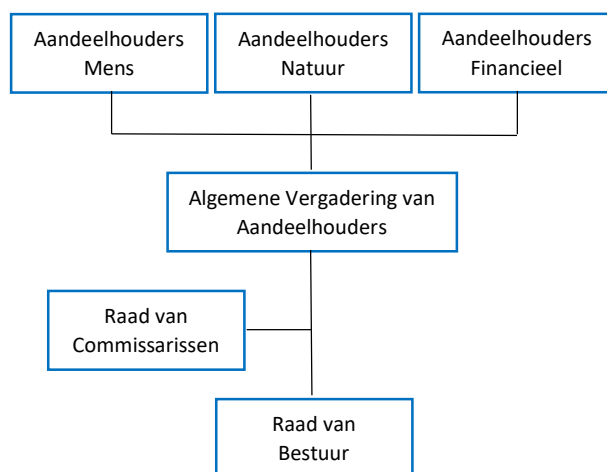 Aandeelhouders
Mens
Aandeelhouders
Natuur
Aandeelhouders
Financieel
Algemene Vergadering van
Aandeelhouders
Raad van
Commissarissen
Raad van
Bestuur